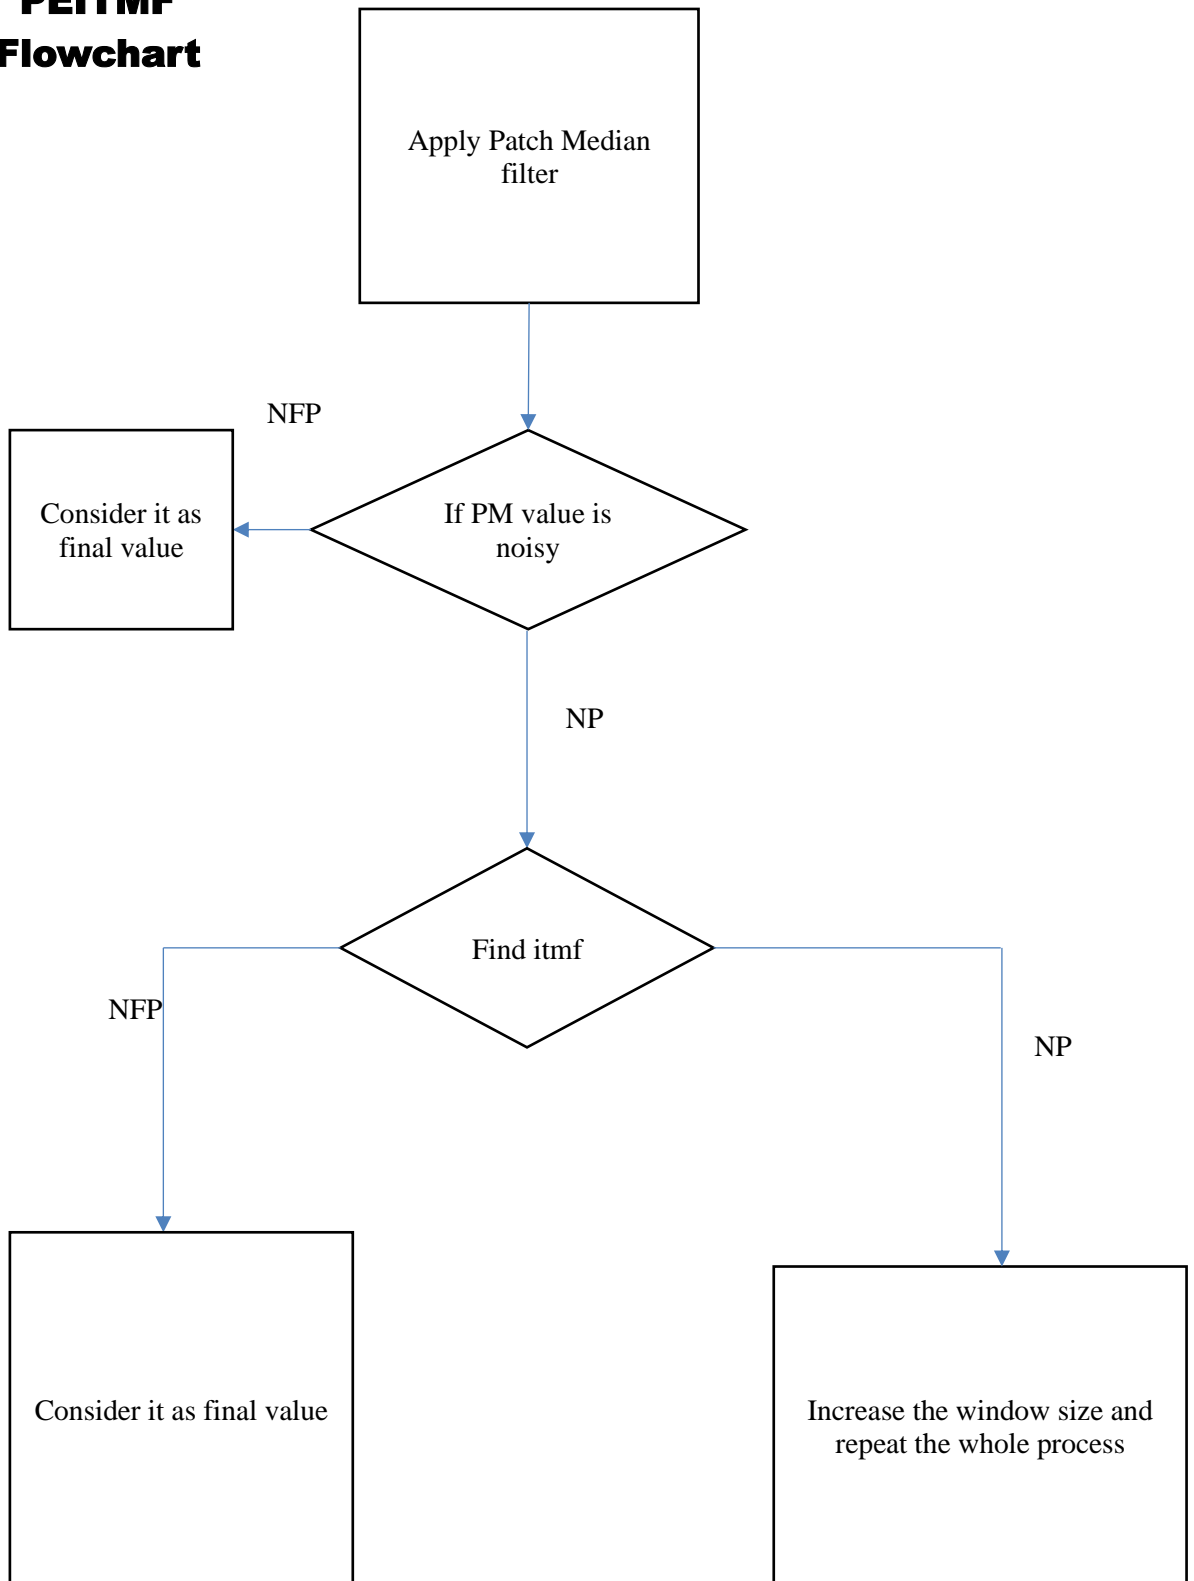 PEITMF
Flowchart
Apply Patch Median
filter
NFP
Consider it as
final value
If PM value is
noisy
NP
Find itmf
NFP
NP
Consider it as final value
Increase the window size and
repeat the whole process